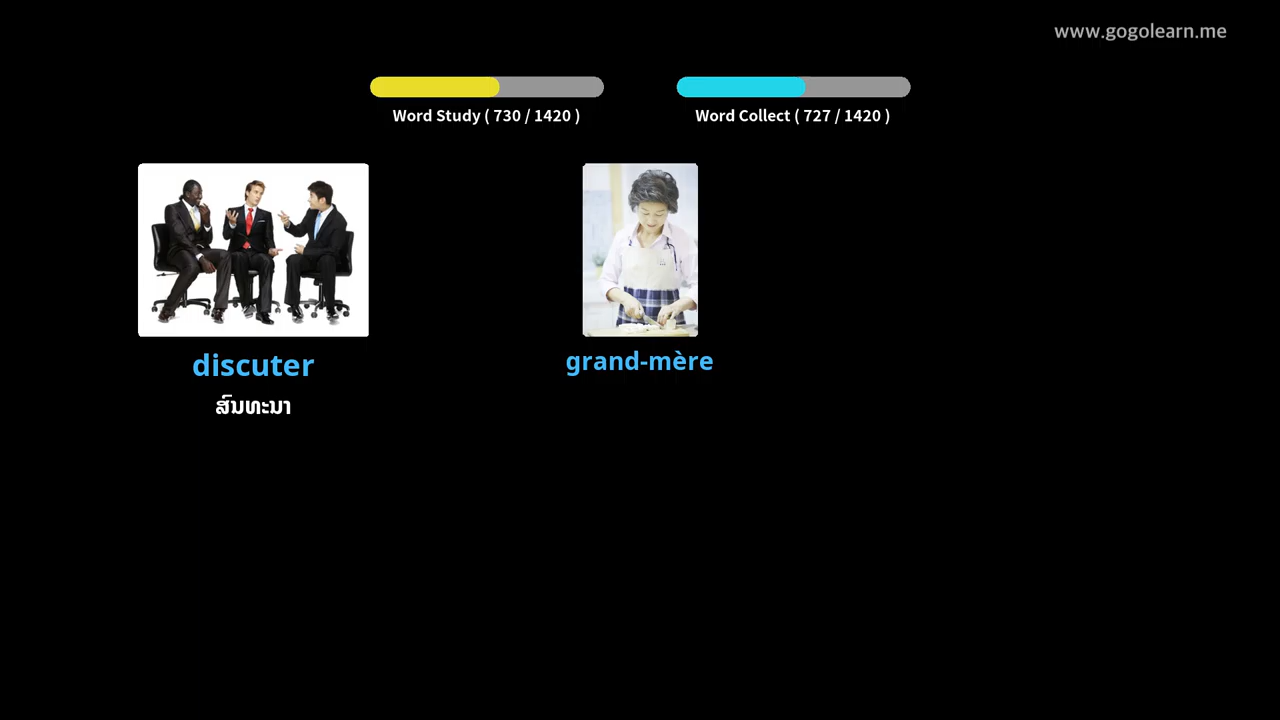 www.gogolearn.me
Word Study ( 730 / 1420 )
Word Collect ( 727 / 1420 )
discuter
ສົນທະນາ
grand-mère